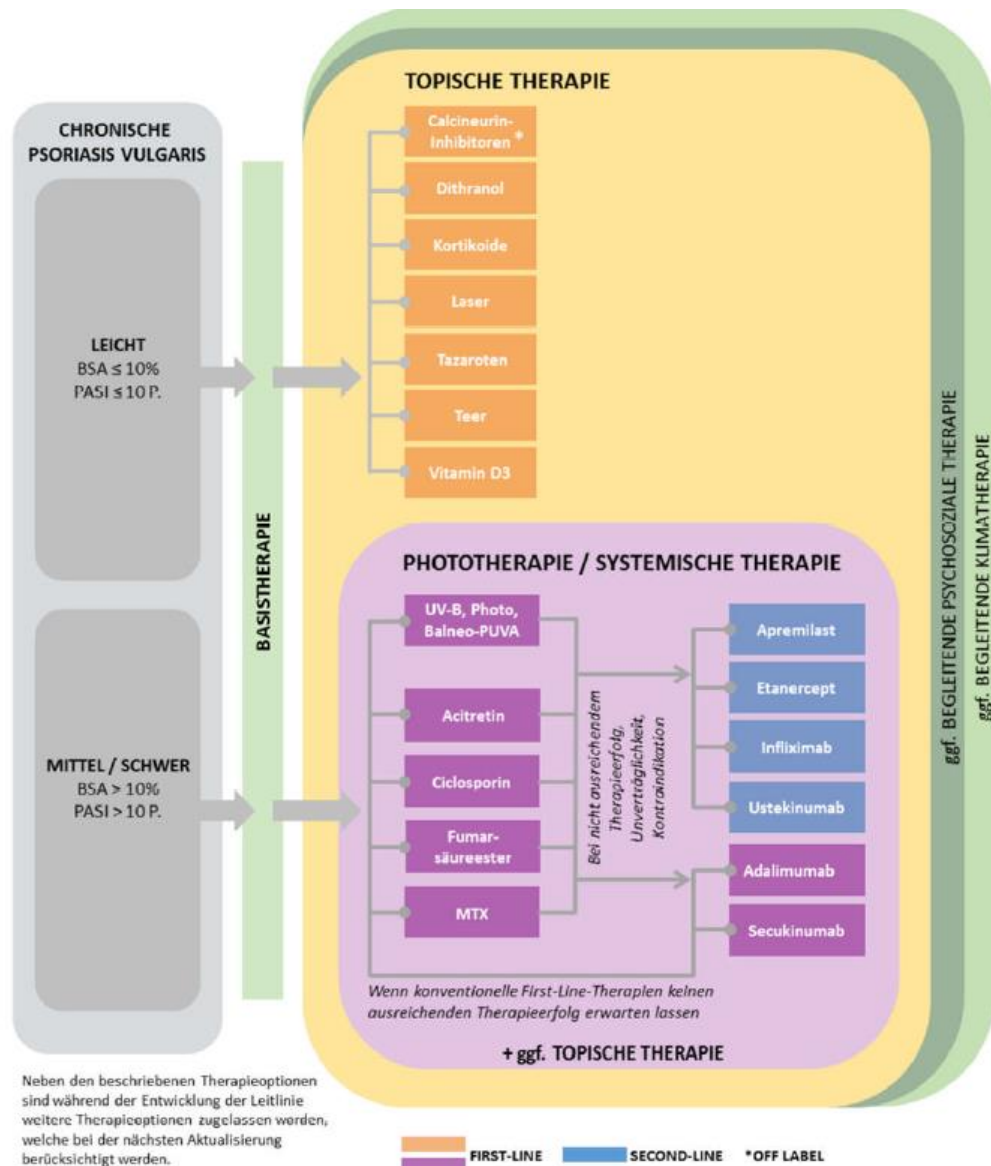 TOPISCHE THERAPIE
CHRONISCHE
PSORIASIS VULGARIS
LEICHT
BSA ≤ 10%
PASI ≤ 10 P.
MITTEL / SCHWER
BSA > 10%
PASI > 10 P.
BASISTHERAPIE
Calcineurin-
Inhibitoren *
Dithranol
Kortikoide
Laser
Tazaroten
Teer
Vitamin D3
PHOTOTHERAPIE / SYSTEMISCHE THERAPIE
UV-B, Photo,
Balneo-PUVA
Acitretin
Ciclosporin
Fumar-
säureester
MTX
Bei nicht ausreichendem
Therapieerfolg,
Unverträglichkeit,
Kontraindikation
Apremilast
Etanercept
Infliximab
Ustekinumab
Adalimumab
Secukinumab
Wenn konventionelle First-Line-Therapien keinen
ausreichenden Therapieerfolg erwarten lassen
+ ggf. TOPISCHE THERAPIE
ggf. BEGLEITENDE PSYCHOSOZIALE THERAPIE
ggf. BEGLEITENDE KLIMATHERAPIE
Neben den beschriebenen Therapieoptionen
sind während der Entwicklung der Leitlinie
weitere Therapieoptionen zugelassen worden,
welche bei der nächsten Aktualisierung
berücksichtigt werden.
FIRST-LINE
SECOND-LINE
*OFF LABEL